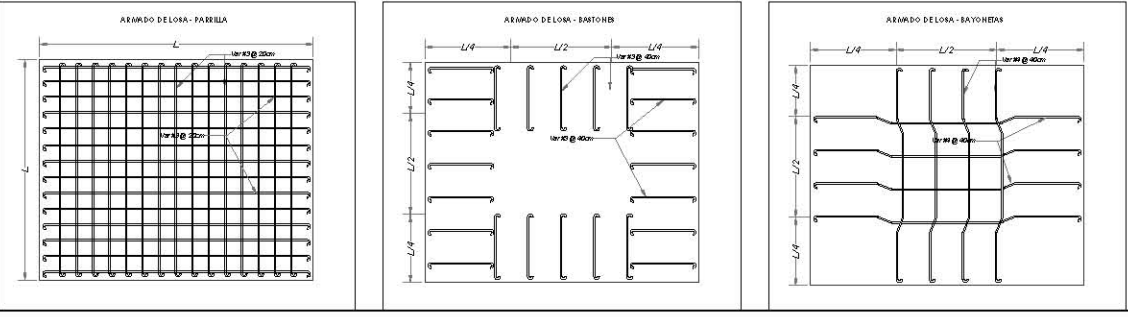 ARMADO DE LOSA - PARRILLA
L
Var #3 @ 20cm
Var #3 @ 20cm
L
ARMADO DE LOSA - BASTONES
L/4
L/2
L/4
Var #3 @ 40cm
L/4
Var #3 @ 40cm
L/2
L/4
ARMADO DE LOSA - BAYONETAS
L/4
L/2
L/4
Var #4 @ 40cm
L/4
Var #4 @ 40cm
L/2
L/4